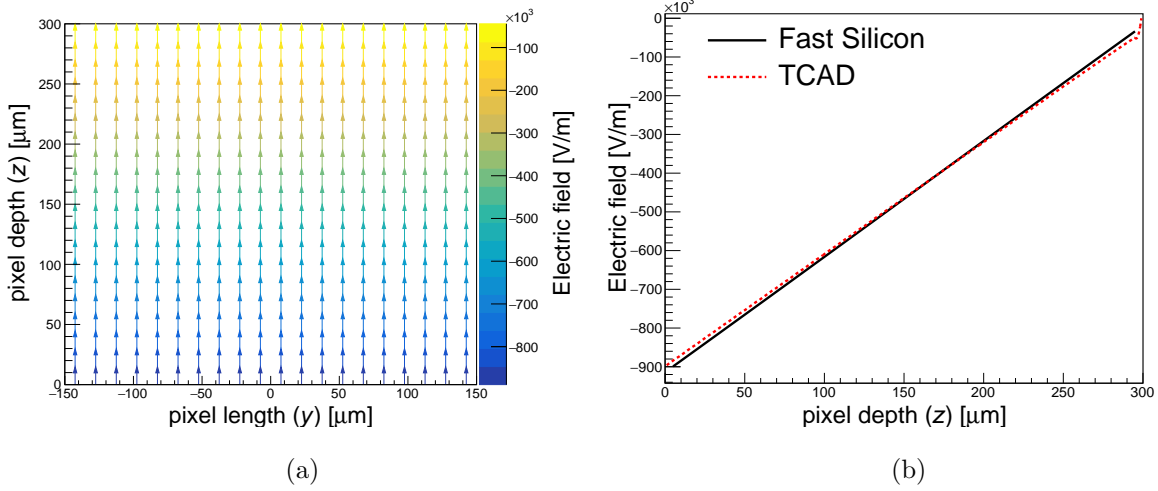 ×10³
300
250
200
150
100
50
0
pixel depth (z) [μm]
−150 −100 −50 0 50 100 150
pixel length (y) [μm]
−100
−200
−300
−400
−500
−600
−700
−800
Electric field [V/m]
(a)
×10³
0
−100
−200
−300
−400
−500
−600
−700
−800
−900
Electric field [V/m]
Fast Silicon
TCAD
0 50 100 150 200 250 300
pixel depth (z) [μm]
(b)